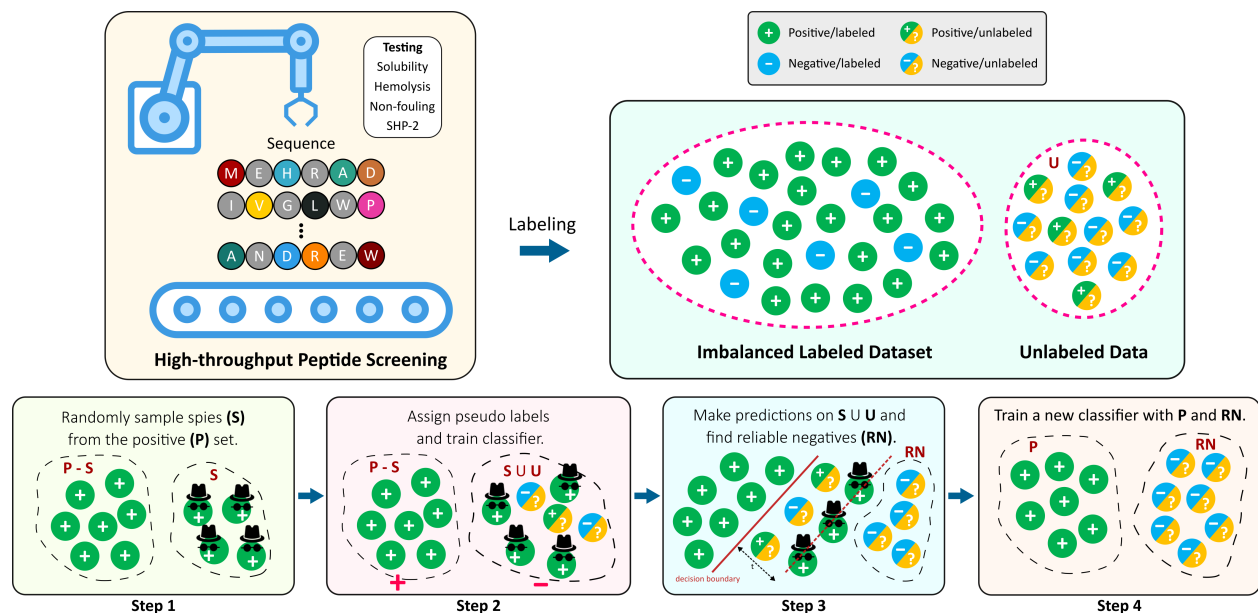 Testing
Solubility
Hemolysis
Non-fouling
SHP-2
Sequence
M E H R A D
I V G L W P
A N D R E W
High-throughput Peptide Screening
Labeling
+ Positive/labeled
+ ? Positive/unlabeled
− Negative/labeled
− ? Negative/unlabeled
U
Imbalanced Labeled Dataset
Unlabeled Data
Randomly sample spies (S)
from the positive (P) set.
P - S
S
Step 1
Assign pseudo labels
and train classifier.
P - S
S U U
+
−
Step 2
Make predictions on S U U and
find reliable negatives (RN).
RN
t
decision boundary
Step 3
Train a new classifier with P and RN.
P
RN
Step 4